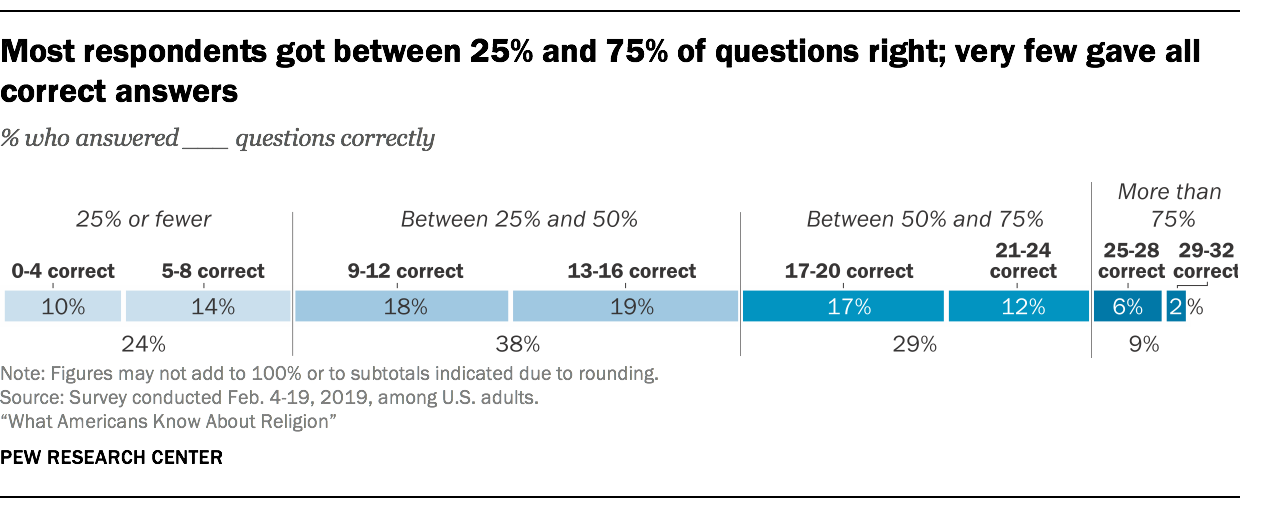 Most respondents got between 25% and 75% of questions right; very few gave all
correct answers
% who answered ___ questions correctly
More than
25% or fewer Between 25% and 50% Between 50% and 75% 75%
21-24 25-28 29-32
0-4 correct 5-8 correct 9-12 correct 13-16 correct 17-20 correct correct correct correct
10% 14% 18% 19% 17% 12% 6% 2%
24% 38% 29% 9%
Note: Figures may not add to 100% or to subtotals indicated due to rounding.
Source: Survey conducted Feb. 4-19, 2019, among U.S. adults.
“What Americans Know About Religion”
PEW RESEARCH CENTER